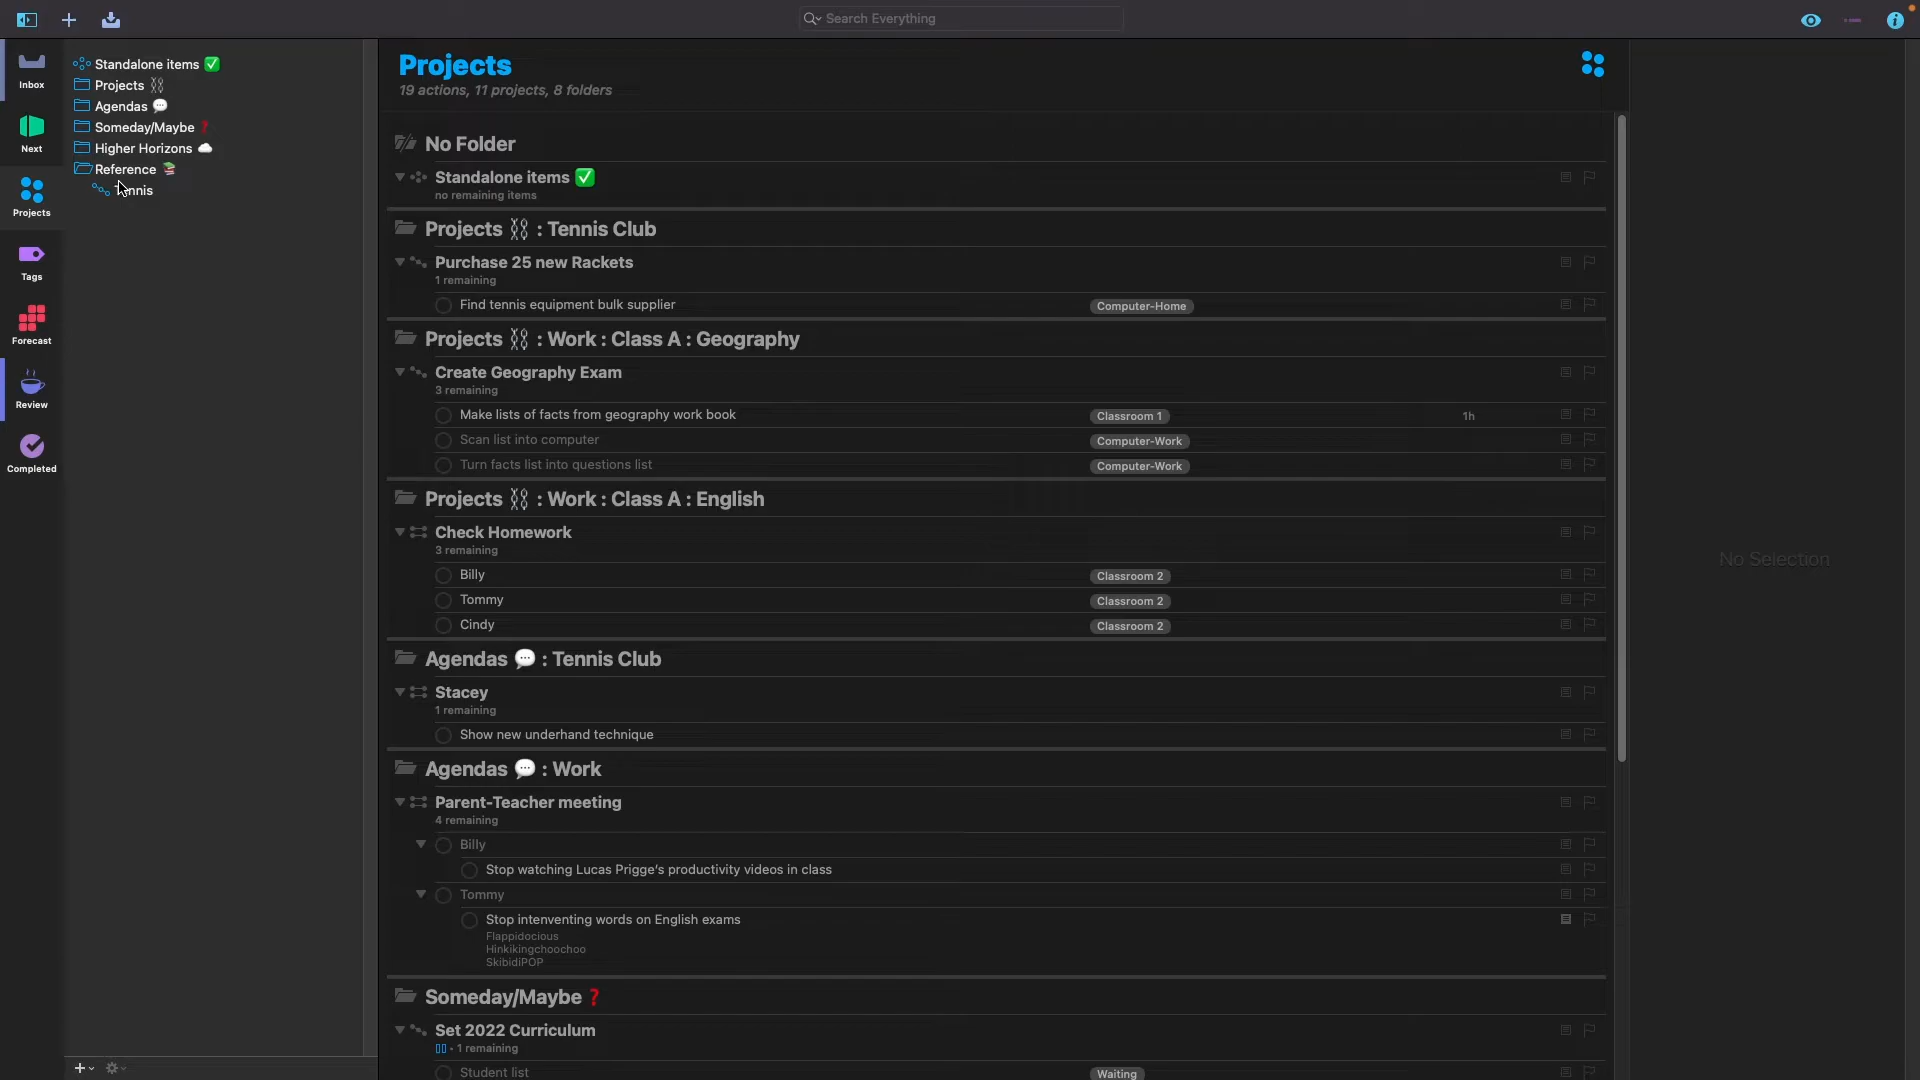 Search Everything
Inbox
Next
Projects
Tags
Forecast
Review
Completed
Standalone items ✅
Projects ⛓
Agendas 💬
Someday/Maybe ❓
Higher Horizons ☁️
Reference 📚
Projects
19 actions, 11 projects, 8 folders
No Folder
Standalone items ✅
no remaining items
Projects ⛓ : Tennis Club
Purchase 25 new Rackets
1 remaining
Find tennis equipment bulk supplier Computer-Home
Projects ⛓ : Work : Class A : Geography
Create Geography Exam
3 remaining
Make lists of facts from geography work book Classroom 1 1h
Scan list into computer Computer-Work
Turn facts list into questions list Computer-Work
Projects ⛓ : Work : Class A : English
Check Homework
3 remaining
Billy Classroom 2
Tommy Classroom 2
Cindy Classroom 2
Agendas 💬 : Tennis Club
Stacey
1 remaining
Show new underhand technique
Agendas 💬 : Work
Parent-Teacher meeting
4 remaining
Billy
Stop watching Lucas Prigge's productivity videos in class
Tommy
Stop intenventing words on English exams
Flappidocious
Hinkikingchoochoo
SkibidiPOP
Someday/Maybe ❓
Set 2022 Curriculum
• 1 remaining
Student list Waiting
No Selection